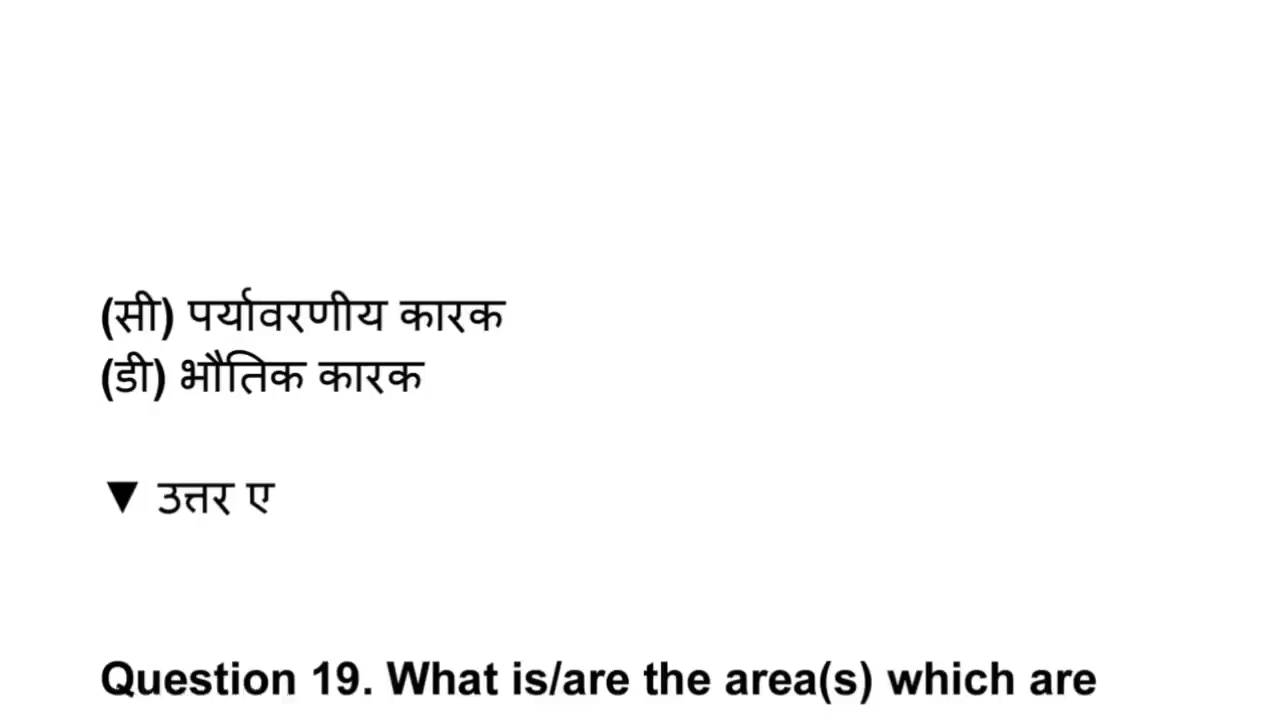 (सी) पर्यावरणीय कारक
(डी) भौतिक कारक
▼ उत्तर ए
Question 19. What is/are the area(s) which are